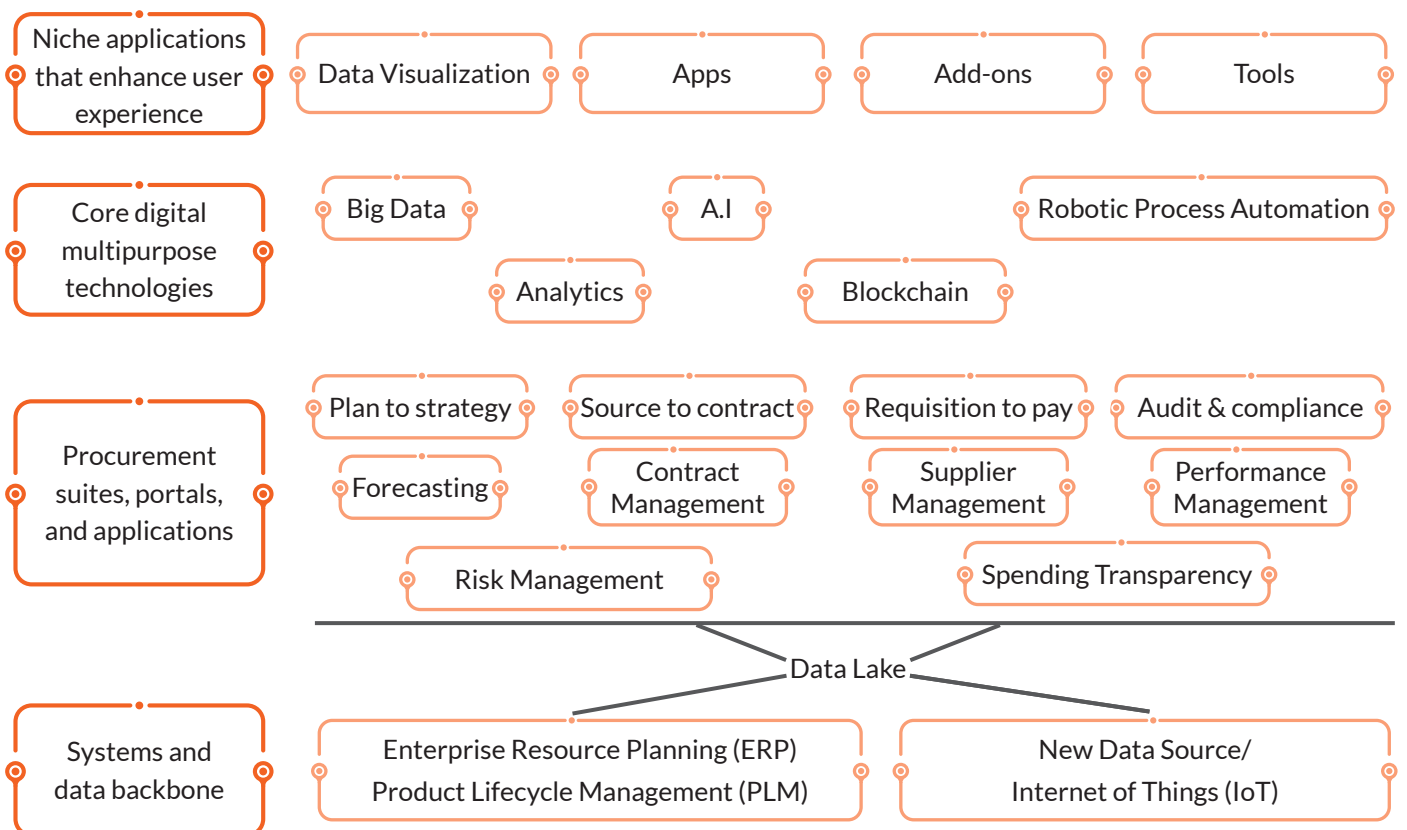 Niche applications
that enhance user
experience
Data Visualization
Apps
Add-ons
Tools
Core digital
multipurpose
technologies
Big Data
A.I
Robotic Process Automation
Analytics
Blockchain
Procurement
suites, portals,
and applications
Plan to strategy
Source to contract
Requisition to pay
Audit & compliance
Forecasting
Contract
Management
Supplier
Management
Performance
Management
Risk Management
Spending Transparency
Data Lake
Systems and
data backbone
Enterprise Resource Planning (ERP)
Product Lifecycle Management (PLM)
New Data Source/
Internet of Things (IoT)